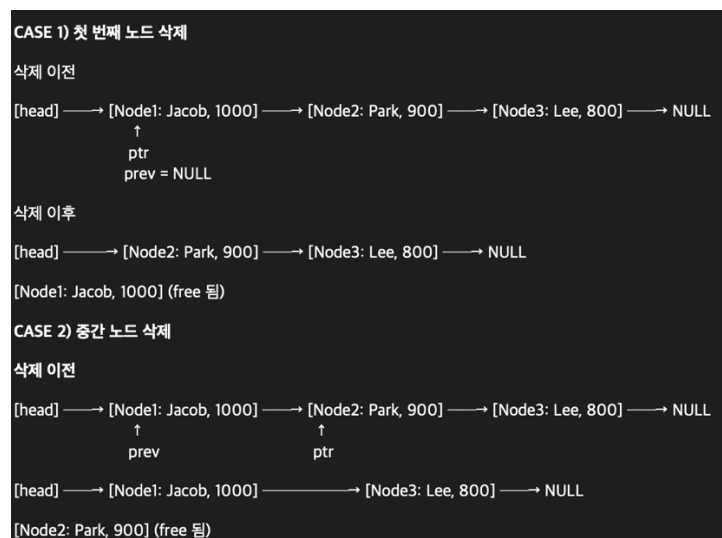 CASE 1) 첫 번째 노드 삭제
삭제 이전
[head] ───→ [Node1: Jacob, 1000] ───→ [Node2: Park, 900] ───→ [Node3: Lee, 800] ───→ NULL
↑
ptr
prev = NULL
삭제 이후
[head] ────→ [Node2: Park, 900] ───→ [Node3: Lee, 800] ───→ NULL
[Node1: Jacob, 1000] (free 됨)
CASE 2) 중간 노드 삭제
삭제 이전
[head] ───→ [Node1: Jacob, 1000] ───→ [Node2: Park, 900] ───→ [Node3: Lee, 800] ───→ NULL
↑ ↑
prev ptr
[head] ───→ [Node1: Jacob, 1000] ────────→ [Node3: Lee, 800] ───→ NULL
[Node2: Park, 900] (free 됨)